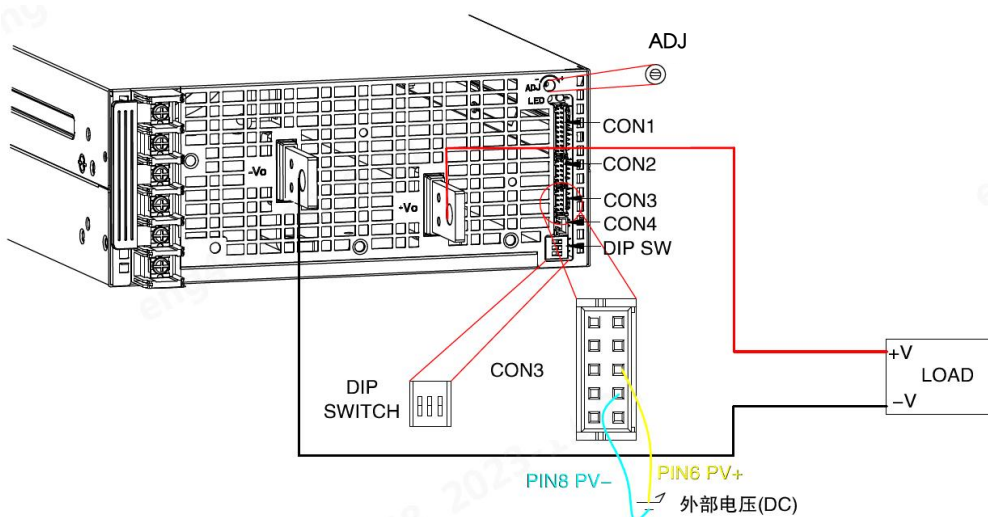 ADJ
- +
ADJ
LED
CON1
CON2
CON3
CON4
DIP SW
-Vo
+Vo
+V
LOAD
-V
DIP
SWITCH
CON3
PIN8 PV-
PIN6 PV+
外部电压(DC)